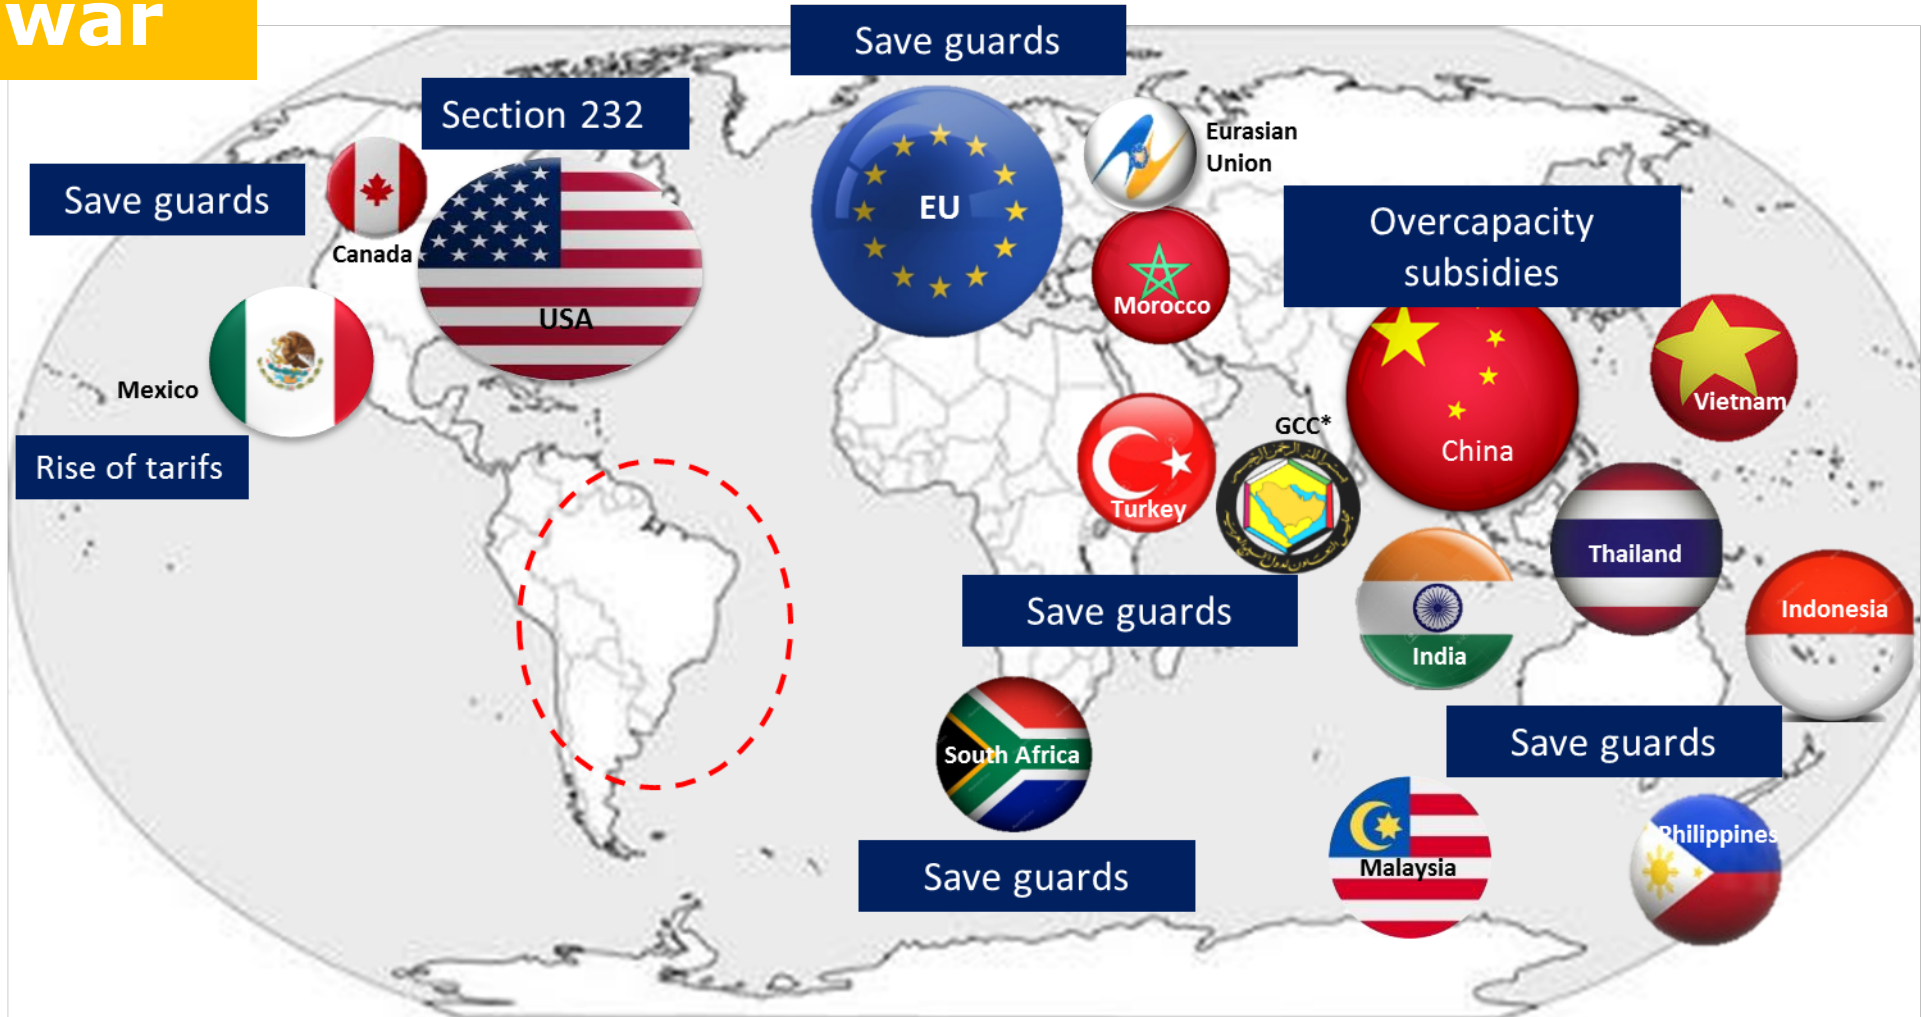 war
Save guards
Section 232
Save guards
Canada
USA
Mexico
Rise of tarifs
EU
Eurasian
Union
Morocco
Overcapacity
subsidies
China
Vietnam
Turkey
GCC*
Thailand
Indonesia
India
Save guards
South Africa
Save guards
Save guards
Malaysia
Philippines